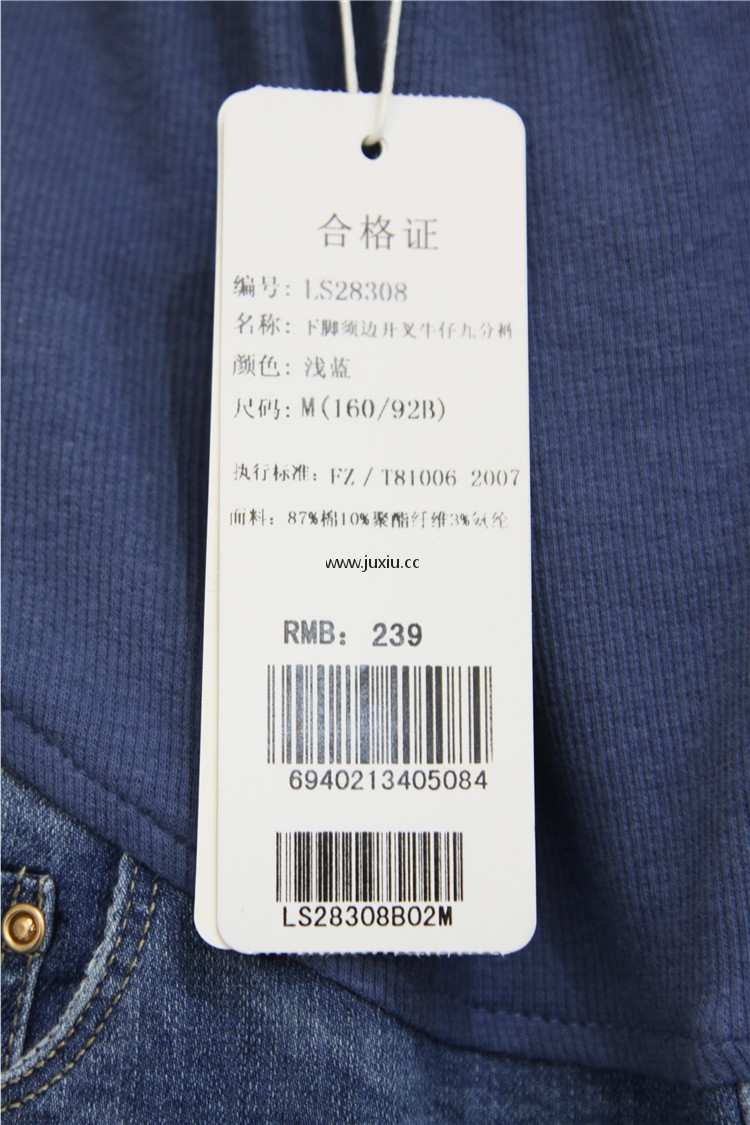 合格证
编号: LS28308
名称: 下脚须边开叉牛仔九分裤
颜色: 浅蓝
尺码: M(160/92B)
执行标准: FZ / T81006 2007
面料: 87%棉10%聚酯纤维3%氨纶
www.juxiu.cc
RMB: 239
6940213405084
LS28308B02M